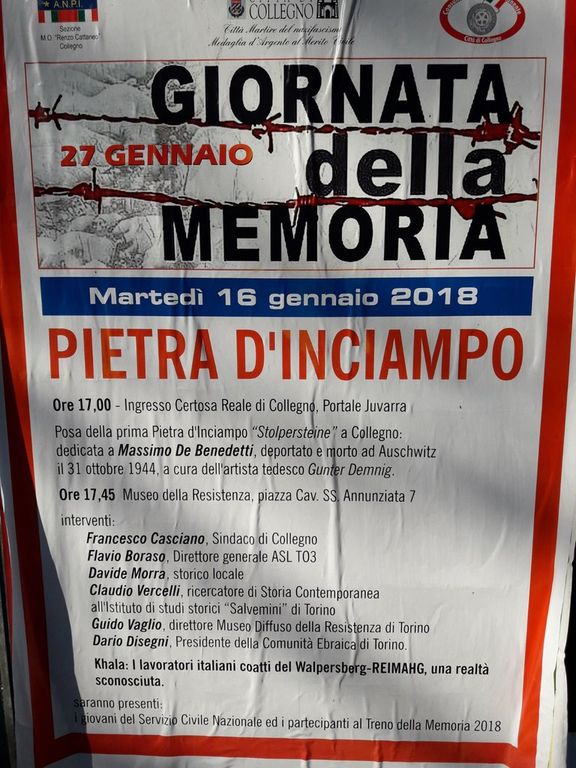 A.N.P.I.
Sezione
M.O. "Renzo Cattaneo"
Collegno
COLLEGNO
Città Martire del nazifascismo
Medaglia d'Argento al Merito Civile
Città di Collegno
GIORNATA
27 GENNAIO della
MEMORIA
Martedì 16 gennaio 2018
PIETRA D'INCIAMPO
Ore 17,00 - Ingresso Certosa Reale di Collegno, Portale Juvarra
Posa della prima Pietra d'Inciampo "Stolpersteine" a Collegno:
dedicata a Massimo De Benedetti, deportato e morto ad Auschwitz
il 31 ottobre 1944, a cura dell'artista tedesco Gunter Demnig.
Ore 17,45 Museo della Resistenza, piazza Cav. SS. Annunziata 7
interventi:
Francesco Casciano, Sindaco di Collegno
Flavio Boraso, Direttore generale ASL TO3
Davide Morra, storico locale
Claudio Vercelli, ricercatore di Storia Contemporanea
all'Istituto di studi storici "Salvemini" di Torino
Guido Vaglio, direttore Museo Diffuso della Resistenza di Torino
Dario Disegni, Presidente della Comunità Ebraica di Torino.
Khala: I lavoratori italiani coatti del Walpersberg-REIMAHG, una realtà
sconosciuta.
saranno presenti:
i giovani del Servizio Civile Nazionale ed i partecipanti al Treno della Memoria 2018